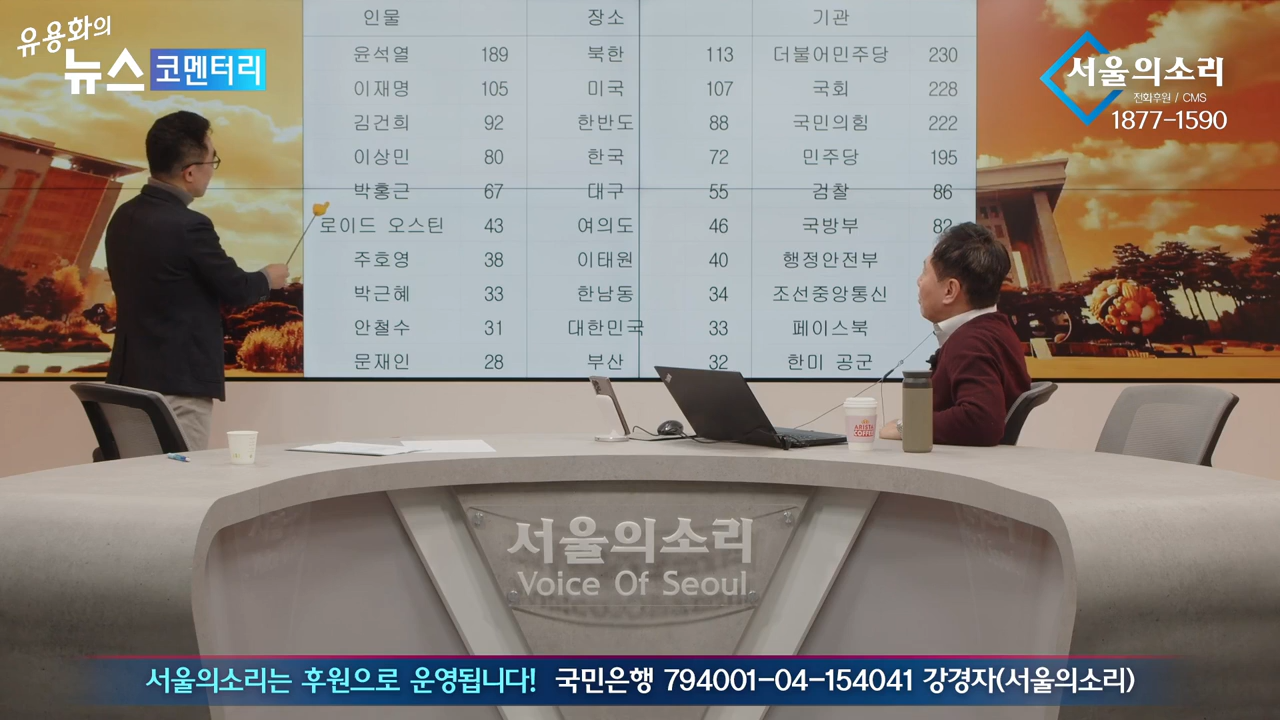 유용화의
뉴스 코멘터리
서울의소리
전화후원 / CMS
1877-1590
인물 장소 기관
윤석열 189 북한 113 더불어민주당 230
이재명 105 미국 107 국회 228
김건희 92 한반도 88 국민의힘 222
이상민 80 한국 72 민주당 195
박홍근 67 대구 55 검찰 86
로이드 오스틴 43 여의도 46 국방부 82
주호영 38 이태원 40 행정안전부
박근혜 33 한남동 34 조선중앙통신
안철수 31 대한민국 33 페이스북
문재인 28 부산 32 한미 공군
ARISTA
COFFEE
서울의소리
Voice Of Seoul
서울의소리는 후원으로 운영됩니다! 국민은행 794001-04-154041 강경자(서울의소리)